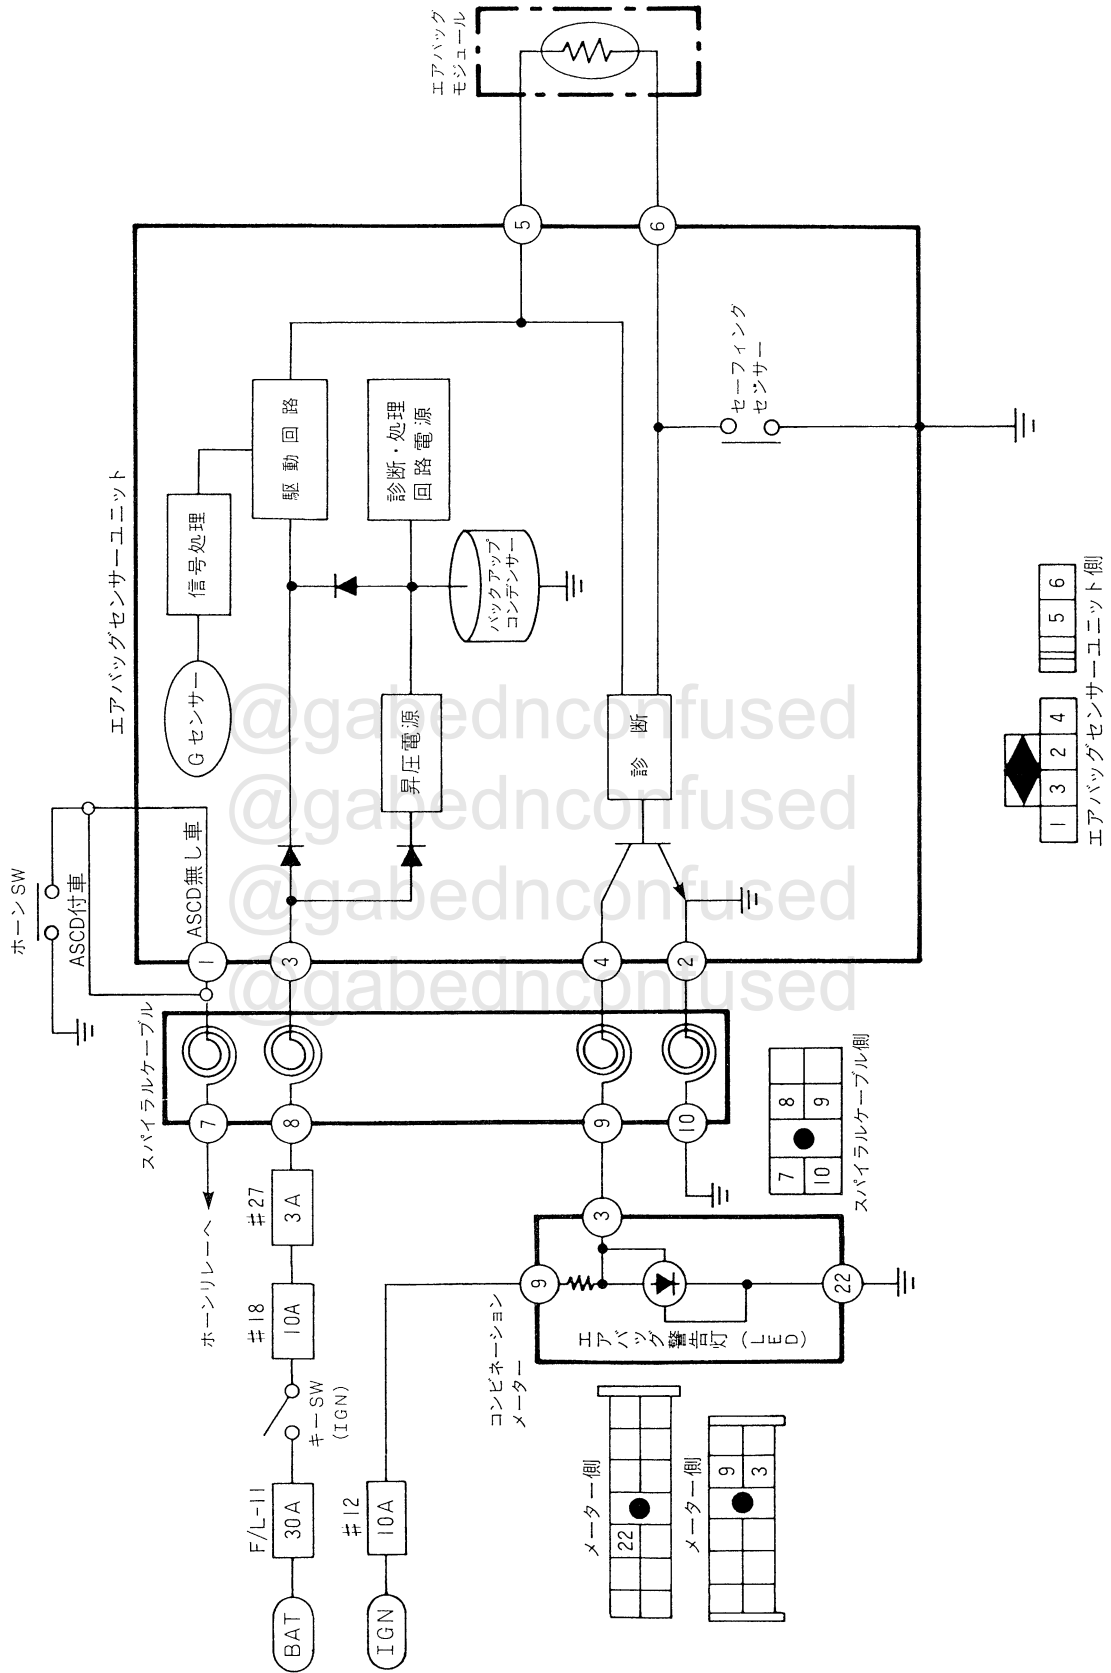 エアバッグ
モジュール
5
6
エアバッグセンサーユニット
Gセンサー
信号処理
駆動回路
診断・処理
回路電源
バックアップ
コンデンサー
昇圧電源
診断
セーフィング
センサー
ホーンSW
ASCD付車
ASCD無し車
1
3
4
2
スパイラルケーブル
7
8
9
10
ホーンリレーへ
#27
3A
#18
10A
キーSW
(IGN)
F/L-11
30A
BAT
#12
10A
IGN
コンビネーション
メーター
9
3
22
エアバッグ警告灯(LED)
メーター側
22
メーター側
9
3
8
9
7
10
スパイラルケーブル側
5 6
1 3 2 4
エアバッグセンサーユニット側
@gabednconfused
@gabednconfused
@gabednconfused
@gabednconfused